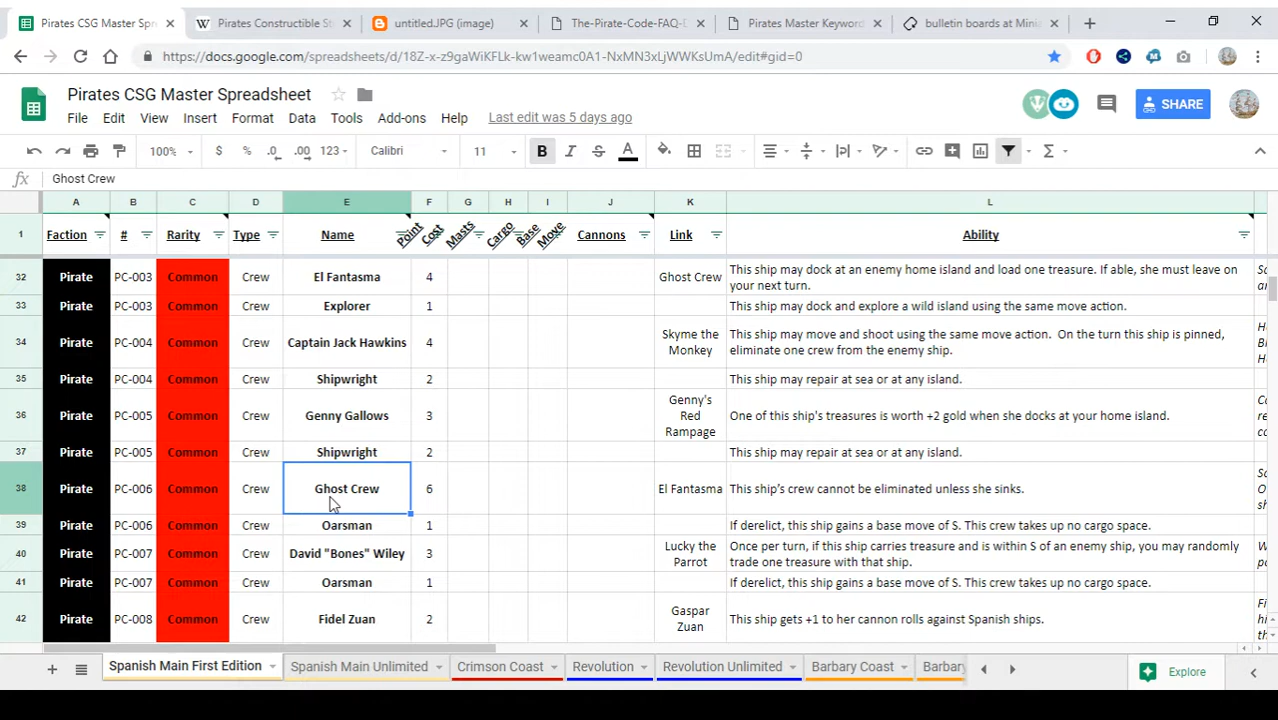 Pirates CSG Master Spr
Pirates Constructible St
untitled.JPG (image)
The-Pirate-Code-FAQ-
Pirates Master Keyword
bulletin boards at Mini
https://docs.google.com/spreadsheets/d/18Z-x-z9gaWiKFLk-kw1weamc0A1-NxMN3xLjWWKsUmA/edit#gid=0
Pirates CSG Master Spreadsheet
File Edit View Insert Format Data Tools Add-ons Help Last edit was 5 days ago
SHARE
100% $ % .0 .00 123 Calibri 11 B I S A
fx Ghost Crew
A B C D E F G H I J K L
1 Faction # Rarity Type Name Point Cost Masts Cargo Base Move Cannons Link Ability
32 Pirate PC-003 Common Crew El Fantasma 4 Ghost Crew This ship may dock at an enemy home island and load one treasure. If able, she must leave on
your next turn.
33 Pirate PC-003 Common Crew Explorer 1 This ship may dock and explore a wild island using the same move action.
34 Pirate PC-004 Common Crew Captain Jack Hawkins 4 Skyme the
Monkey This ship may move and shoot using the same move action. On the turn this ship is pinned,
eliminate one crew from the enemy ship.
35 Pirate PC-004 Common Crew Shipwright 2 This ship may repair at sea or at any island.
36 Pirate PC-005 Common Crew Genny Gallows 3 Genny's
Red
Rampage One of this ship's treasures is worth +2 gold when she docks at your home island.
37 Pirate PC-005 Common Crew Shipwright 2 This ship may repair at sea or at any island.
38 Pirate PC-006 Common Crew Ghost Crew 6 El Fantasma This ship's crew cannot be eliminated unless she sinks.
39 Pirate PC-006 Common Crew Oarsman 1 If derelict, this ship gains a base move of S. This crew takes up no cargo space.
40 Pirate PC-007 Common Crew David "Bones" Wiley 3 Lucky the
Parrot Once per turn, if this ship carries treasure and is within S of an enemy ship, you may randomly
trade one treasure with that ship.
41 Pirate PC-007 Common Crew Oarsman 1 If derelict, this ship gains a base move of S. This crew takes up no cargo space.
42 Pirate PC-008 Common Crew Fidel Zuan 2 Gaspar
Zuan This ship gets +1 to her cannon rolls against Spanish ships.
Spanish Main First Edition Spanish Main Unlimited Crimson Coast Revolution Revolution Unlimited Barbary Coast Barbary
Explore